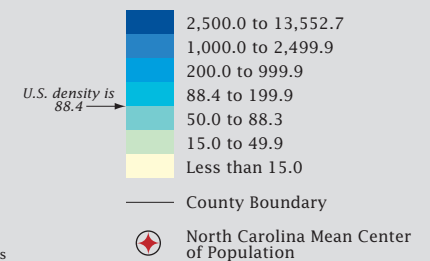 2,500.0 to 13,552.7
1,000.0 to 2,499.9
200.0 to 999.9
U.S. density is
88.4
88.4 to 199.9
50.0 to 88.3
15.0 to 49.9
Less than 15.0
County Boundary
North Carolina Mean Center
of Population
s